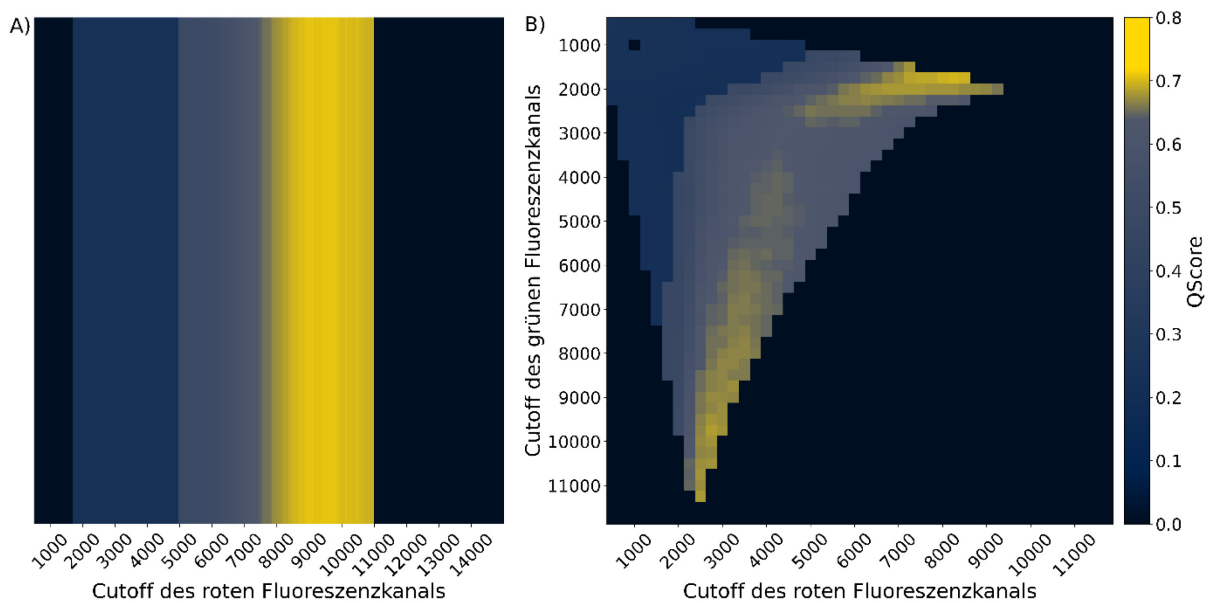 A)
1000 2000 3000 4000 5000 6000 7000 8000 9000 10000 11000 12000 13000 14000
Cutoff des roten Fluoreszenzkanals
B)
Cutoff des grünen Fluoreszenzkanals
1000
2000
3000
4000
5000
6000
7000
8000
9000
10000
11000
1000 2000 3000 4000 5000 6000 7000 8000 9000 10000 11000
Cutoff des roten Fluoreszenzkanals
0.8
0.7
0.6
0.5
0.4
0.3
0.2
0.1
0.0
QScore